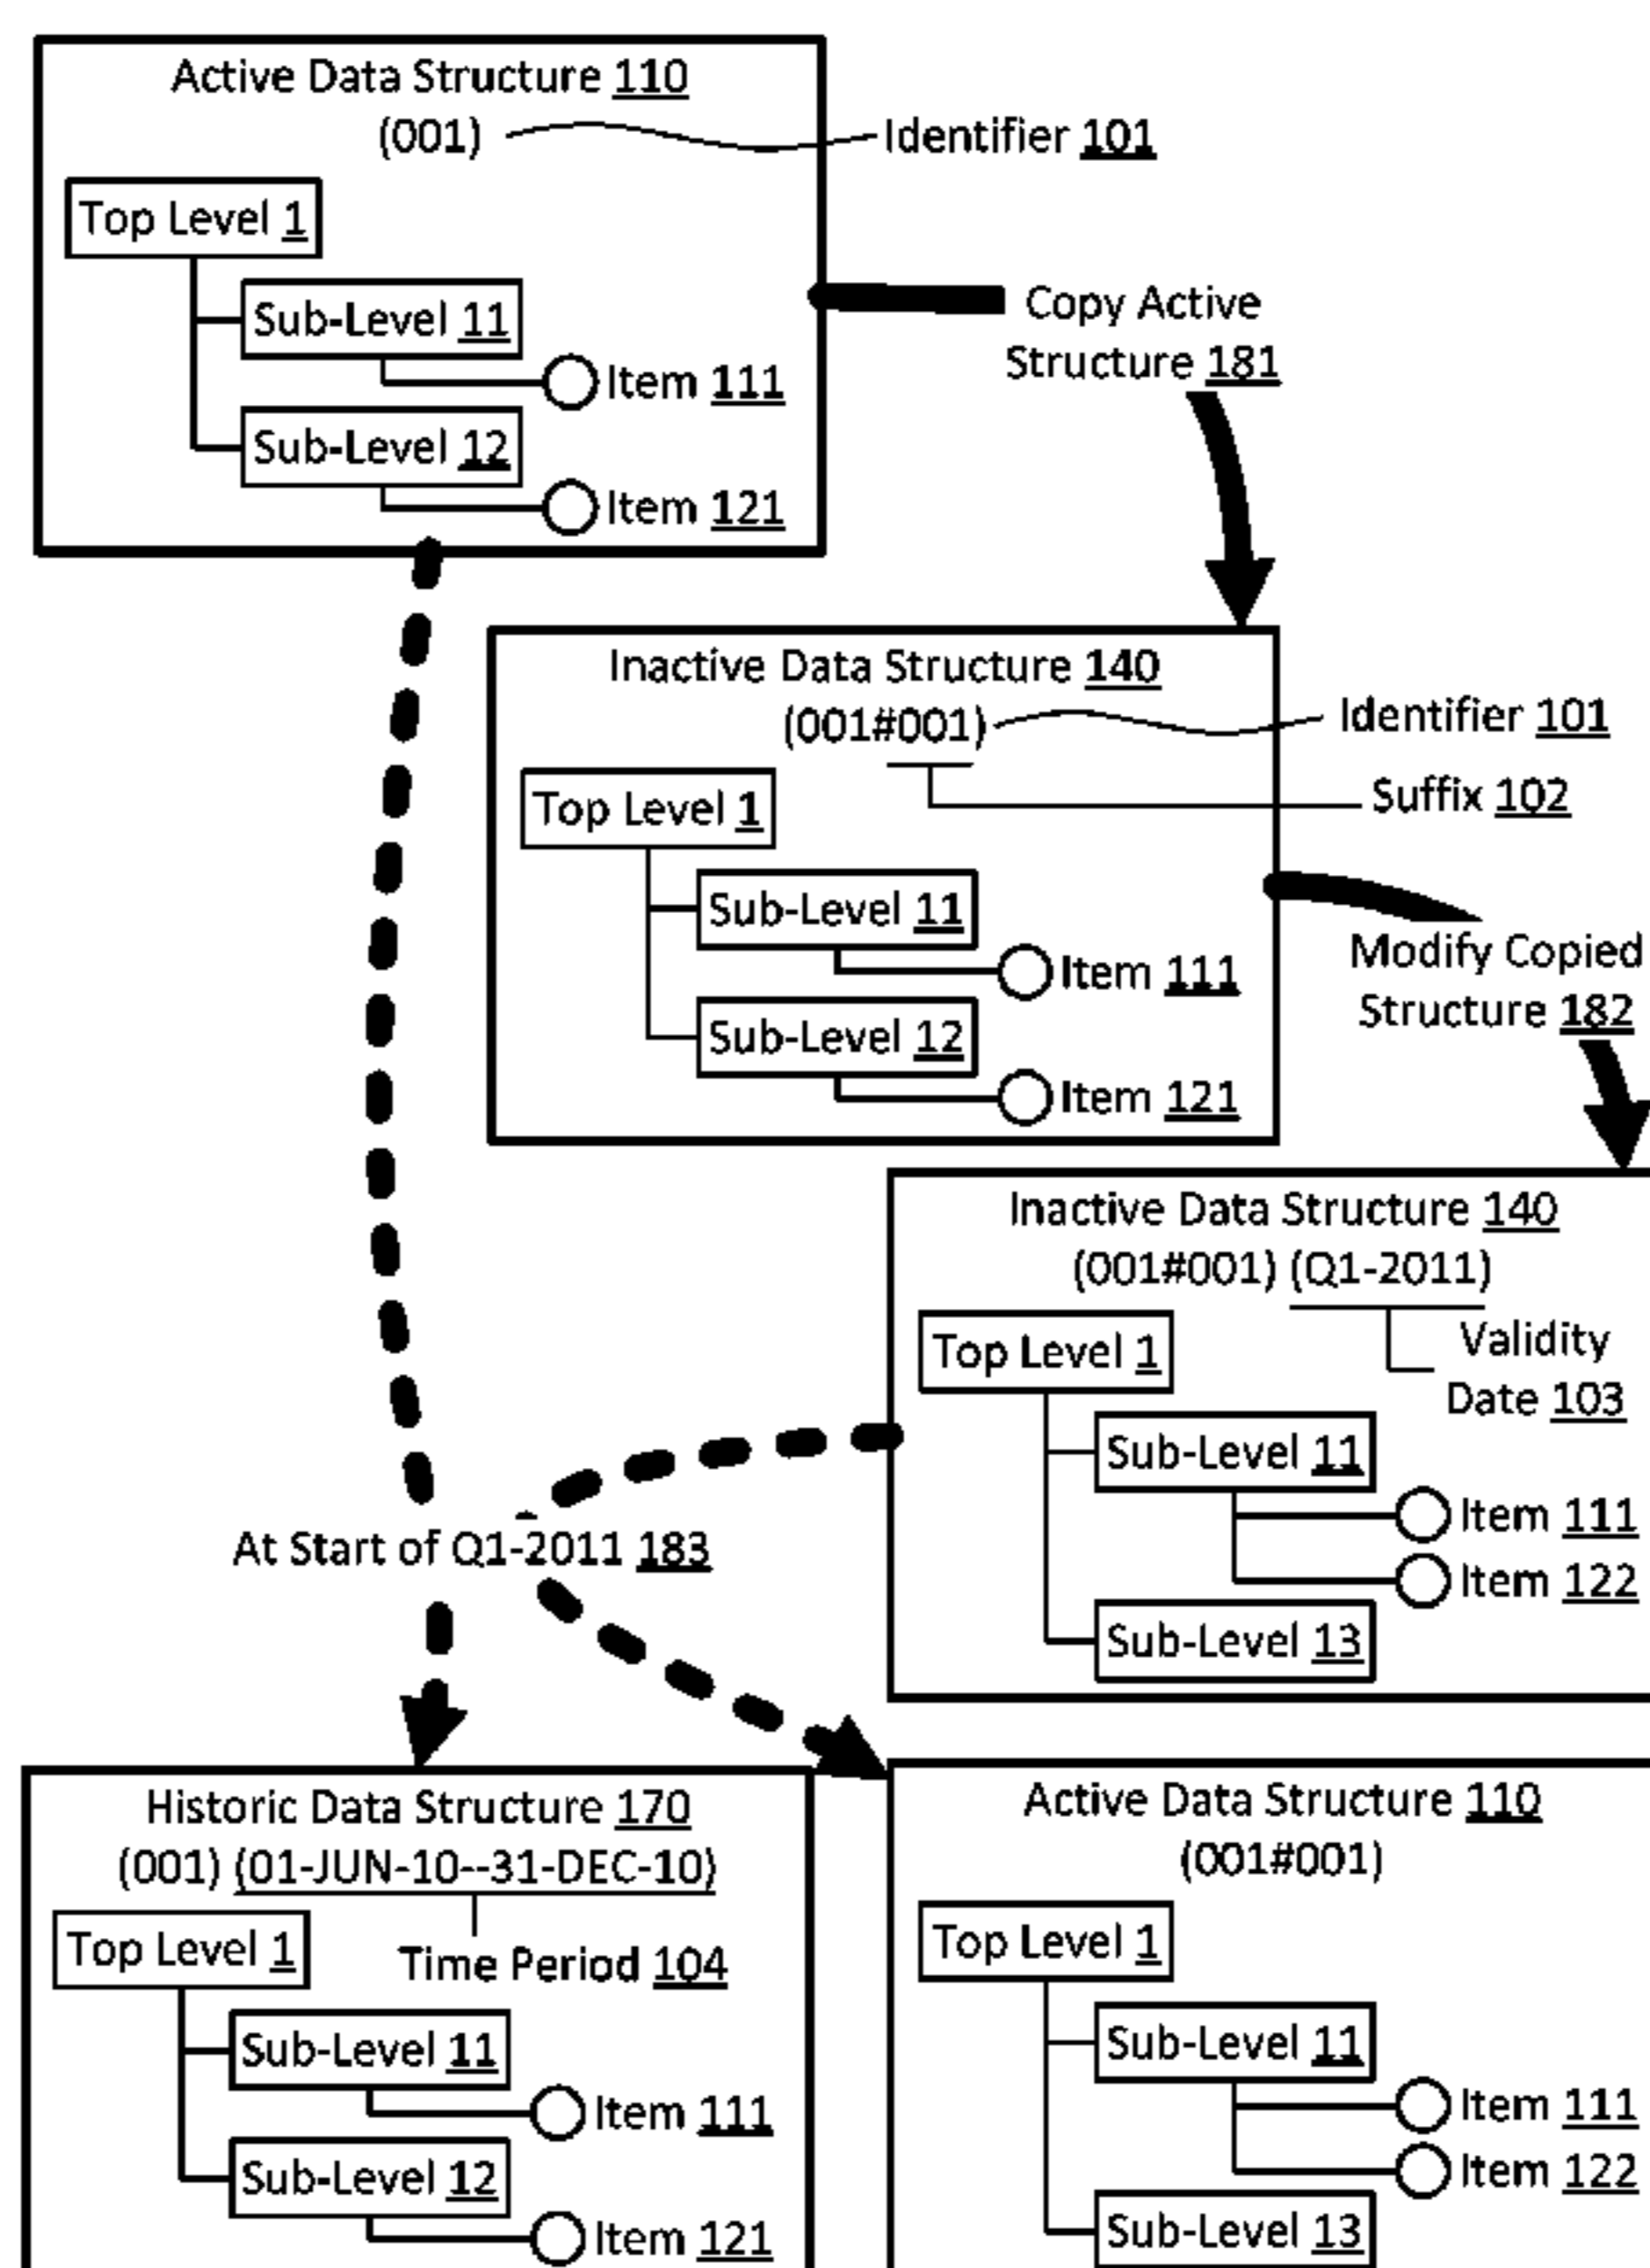 Active Data Structure 110
(001)
Identifier 101
Top Level 1
Sub-Level 11
Item 111
Sub-Level 12
Item 121
Copy Active
Structure 181
Inactive Data Structure 140
(001#001)
Identifier 101
Suffix 102
Top Level 1
Sub-Level 11
Item 111
Sub-Level 12
Item 121
Modify Copied
Structure 182
Inactive Data Structure 140
(001#001) (Q1-2011)
Validity
Date 103
Top Level 1
Sub-Level 11
Item 111
Item 122
Sub-Level 13
At Start of Q1-2011 183
Historic Data Structure 170
(001) (01-JUN-10--31-DEC-10)
Time Period 104
Top Level 1
Sub-Level 11
Item 111
Sub-Level 12
Item 121
Active Data Structure 110
(001#001)
Top Level 1
Sub-Level 11
Item 111
Item 122
Sub-Level 13